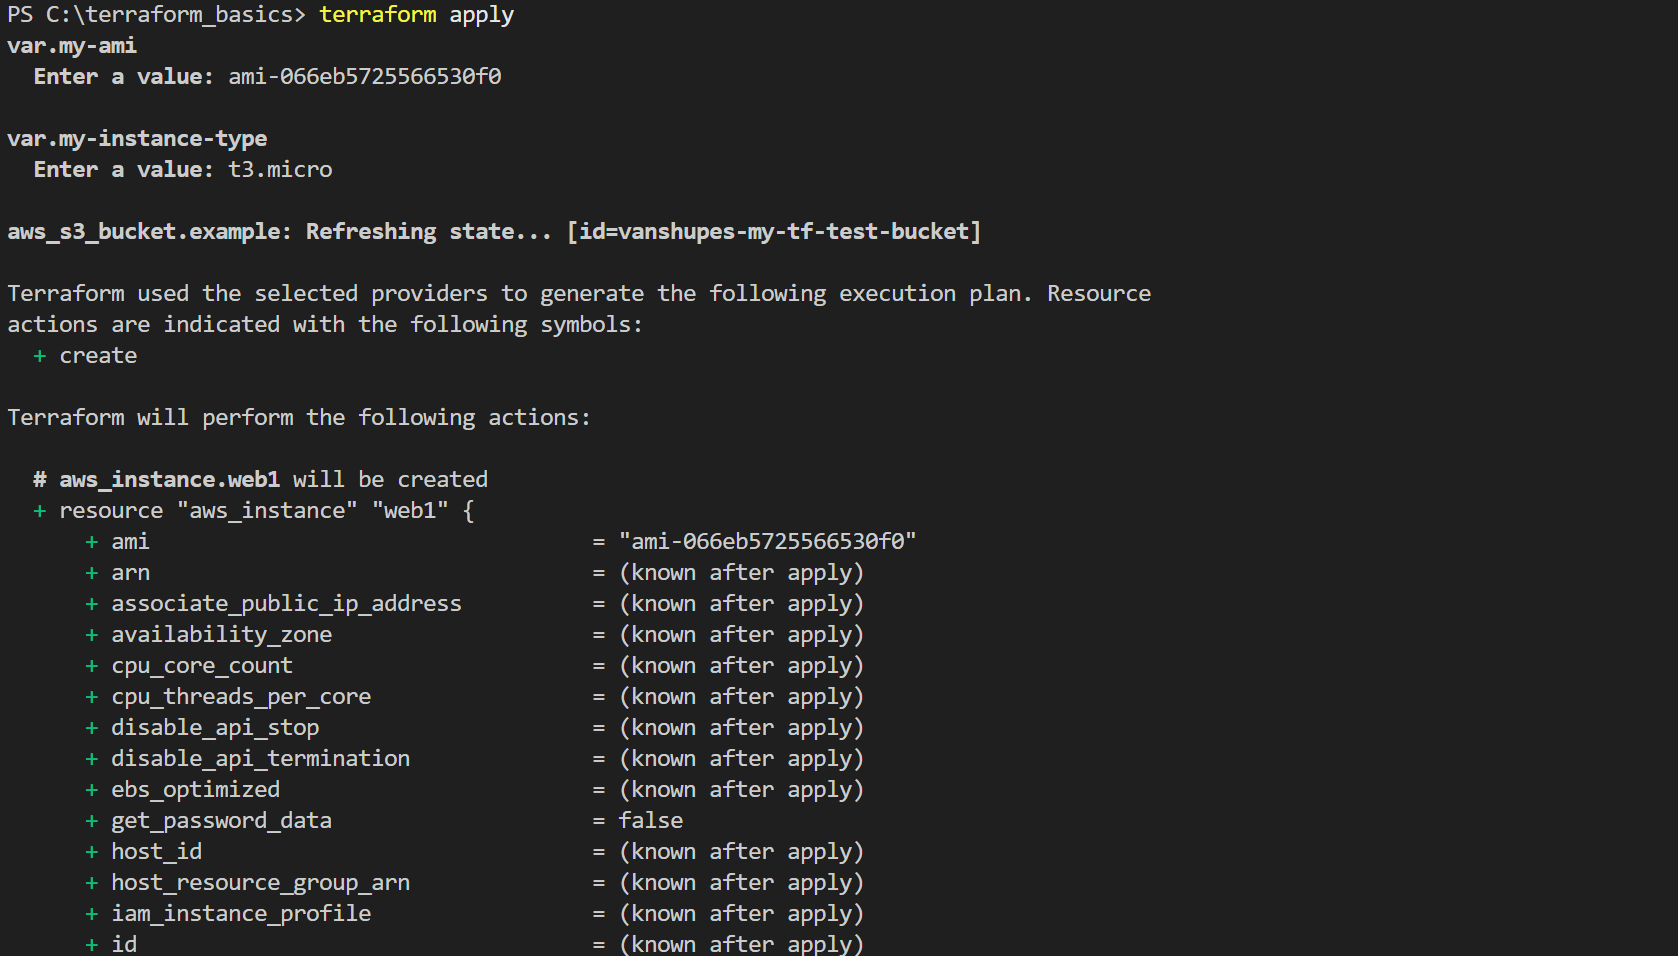 PS C:\terraform_basics> terraform apply
var.my-ami
  Enter a value: ami-066eb5725566530f0

var.my-instance-type
  Enter a value: t3.micro

aws_s3_bucket.example: Refreshing state... [id=vanshupes-my-tf-test-bucket]

Terraform used the selected providers to generate the following execution plan. Resource
actions are indicated with the following symbols:
  + create

Terraform will perform the following actions:

  # aws_instance.web1 will be created
  + resource "aws_instance" "web1" {
      + ami                                  = "ami-066eb5725566530f0"
      + arn                                  = (known after apply)
      + associate_public_ip_address          = (known after apply)
      + availability_zone                    = (known after apply)
      + cpu_core_count                       = (known after apply)
      + cpu_threads_per_core                 = (known after apply)
      + disable_api_stop                     = (known after apply)
      + disable_api_termination              = (known after apply)
      + ebs_optimized                        = (known after apply)
      + get_password_data                    = false
      + host_id                              = (known after apply)
      + host_resource_group_arn              = (known after apply)
      + iam_instance_profile                 = (known after apply)
      + id                                   = (known after apply)